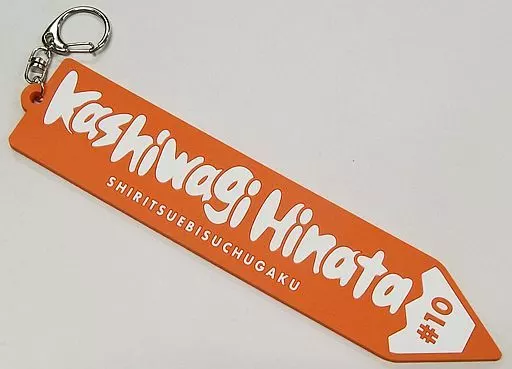 Kashiwagi Hinata
SHIRITSUEBISUCHUGAKU
#10